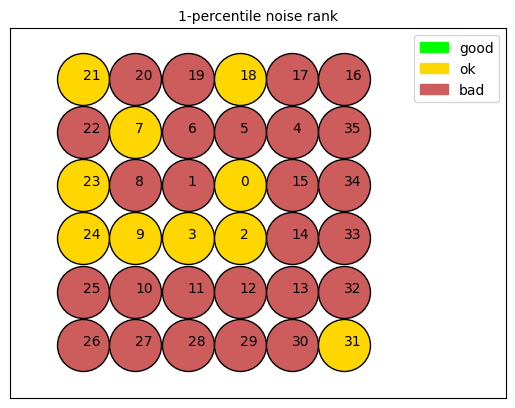 1-percentile noise rank
good
ok
bad
21 20 19 18 17 16
22 7 6 5 4 35
23 8 1 0 15 34
24 9 3 2 14 33
25 10 11 12 13 32
26 27 28 29 30 31